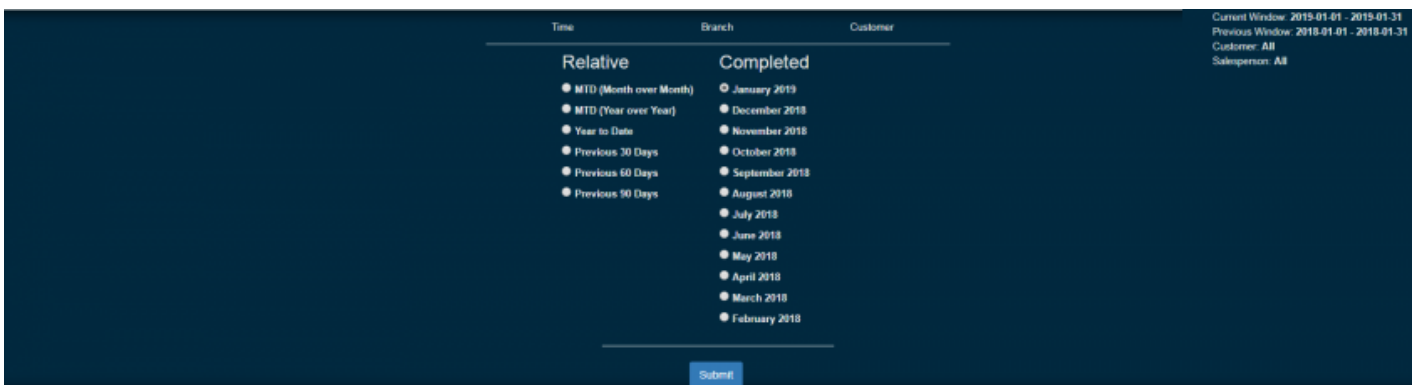 Time Branch Customer
Current Window: 2019-01-01 - 2019-01-31
Previous Window: 2018-01-01 - 2018-01-31
Customer: All
Salesperson: All
Relative
MTD (Month over Month)
MTD (Year over Year)
Year to Date
Previous 30 Days
Previous 60 Days
Previous 90 Days
Completed
January 2019
December 2018
November 2018
October 2018
September 2018
August 2018
July 2018
June 2018
May 2018
April 2018
March 2018
February 2018
Submit